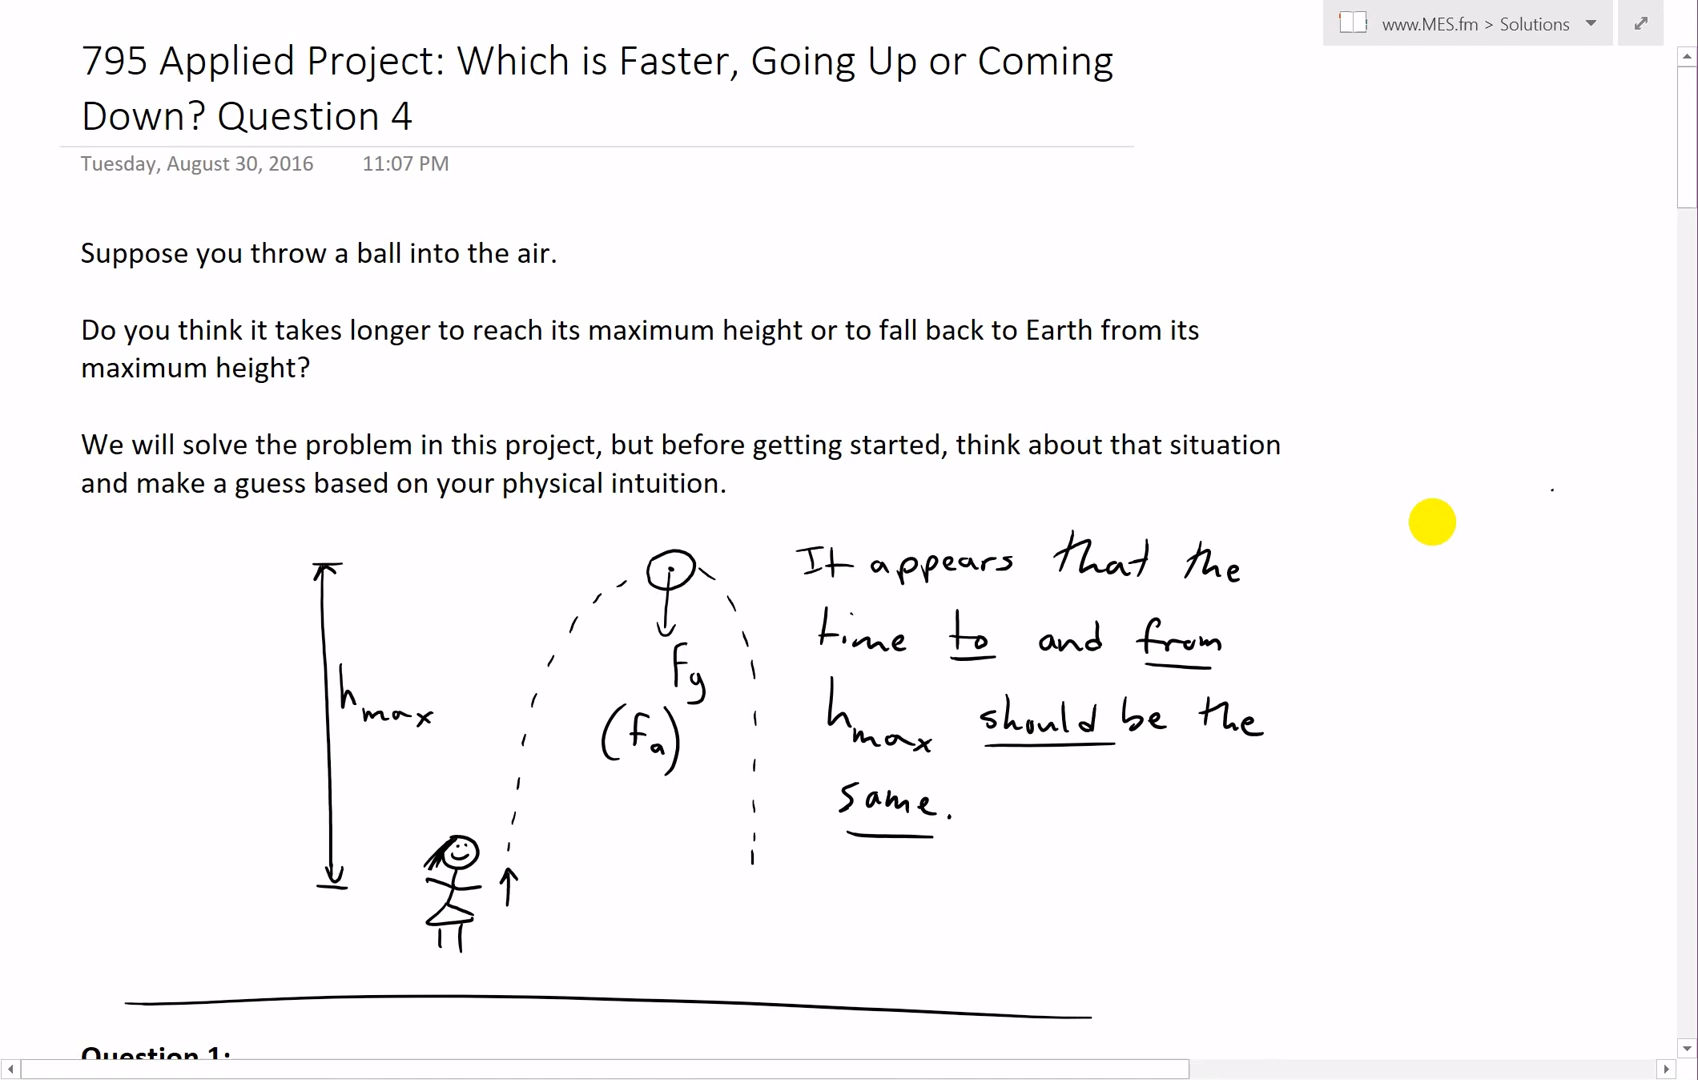 www.MES.fm > Solutions
795 Applied Project: Which is Faster, Going Up or Coming
Down? Question 4
Tuesday, August 30, 2016 11:07 PM
Suppose you throw a ball into the air.
Do you think it takes longer to reach its maximum height or to fall back to Earth from its
maximum height?
We will solve the problem in this project, but before getting started, think about that situation
and make a guess based on your physical intuition.
It appears that the
time to and from
h_max should be the
same.
h_max
F_g
(F_a)
Question 1: